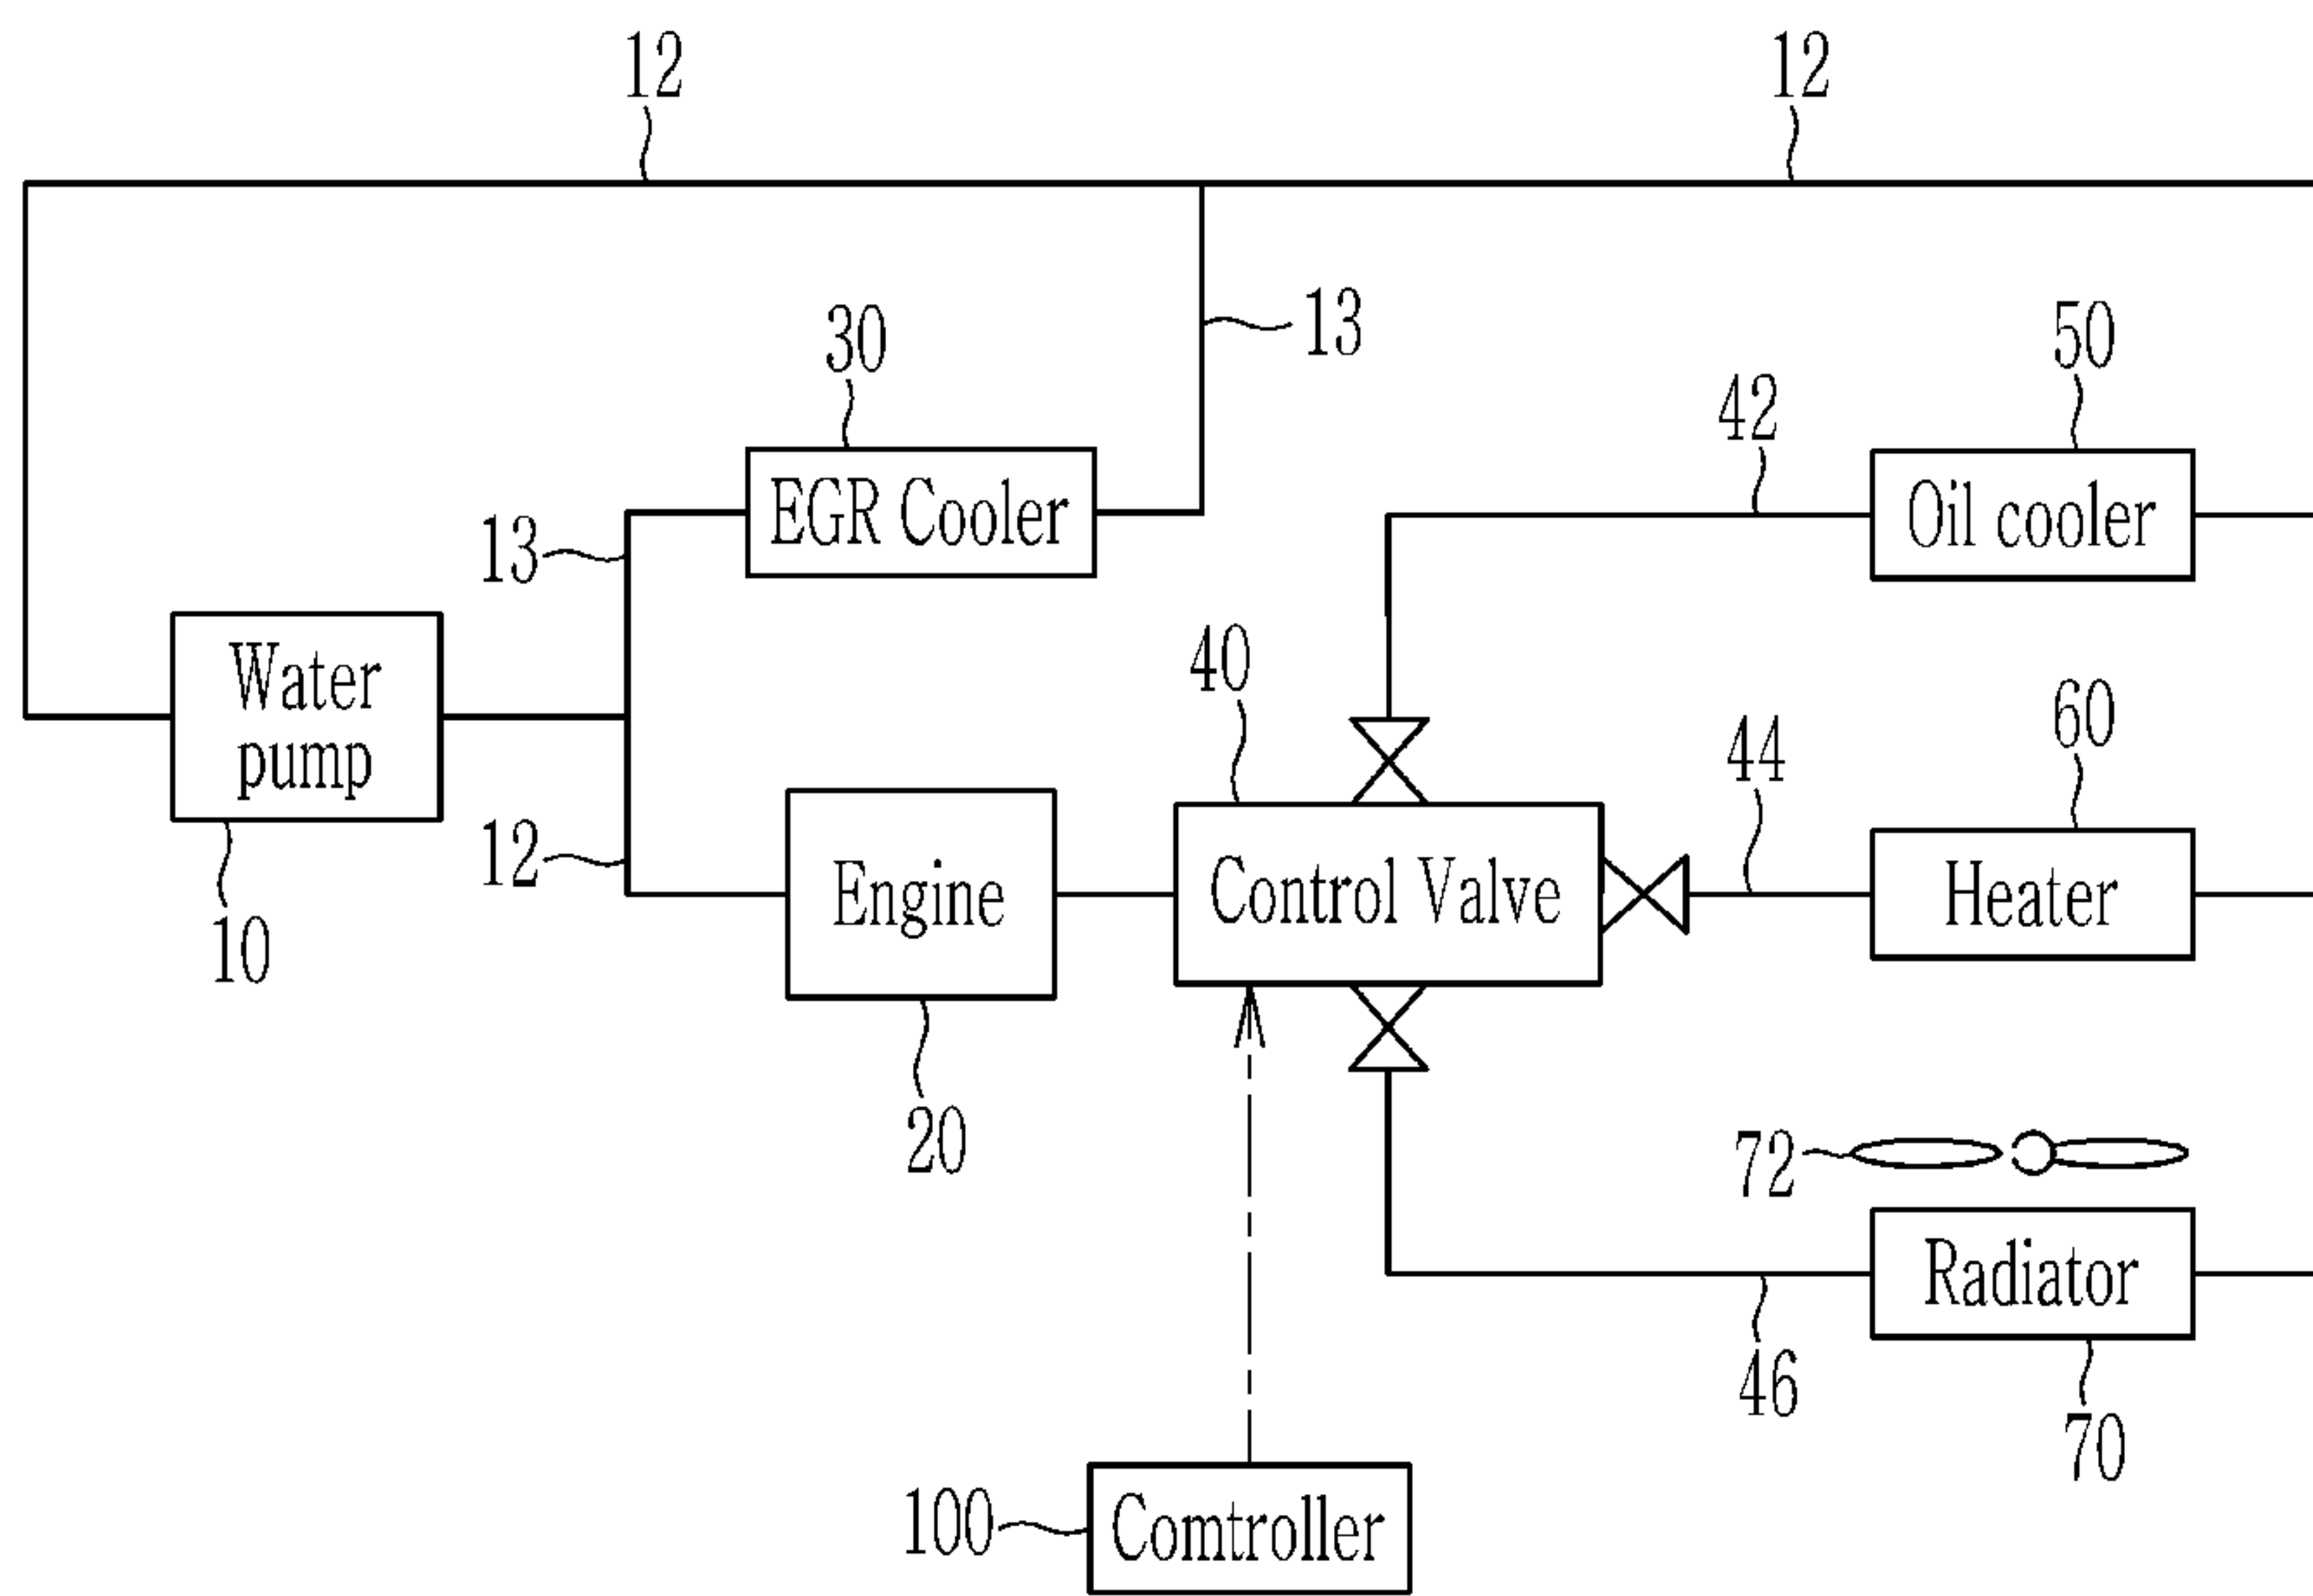 12
12
13
30
50
42
EGR Cooler
Oil cooler
13
40
Water
pump
60
44
12
Engine
Control Valve
Heater
10
20
72
Radiator
46
70
100
Comtroller